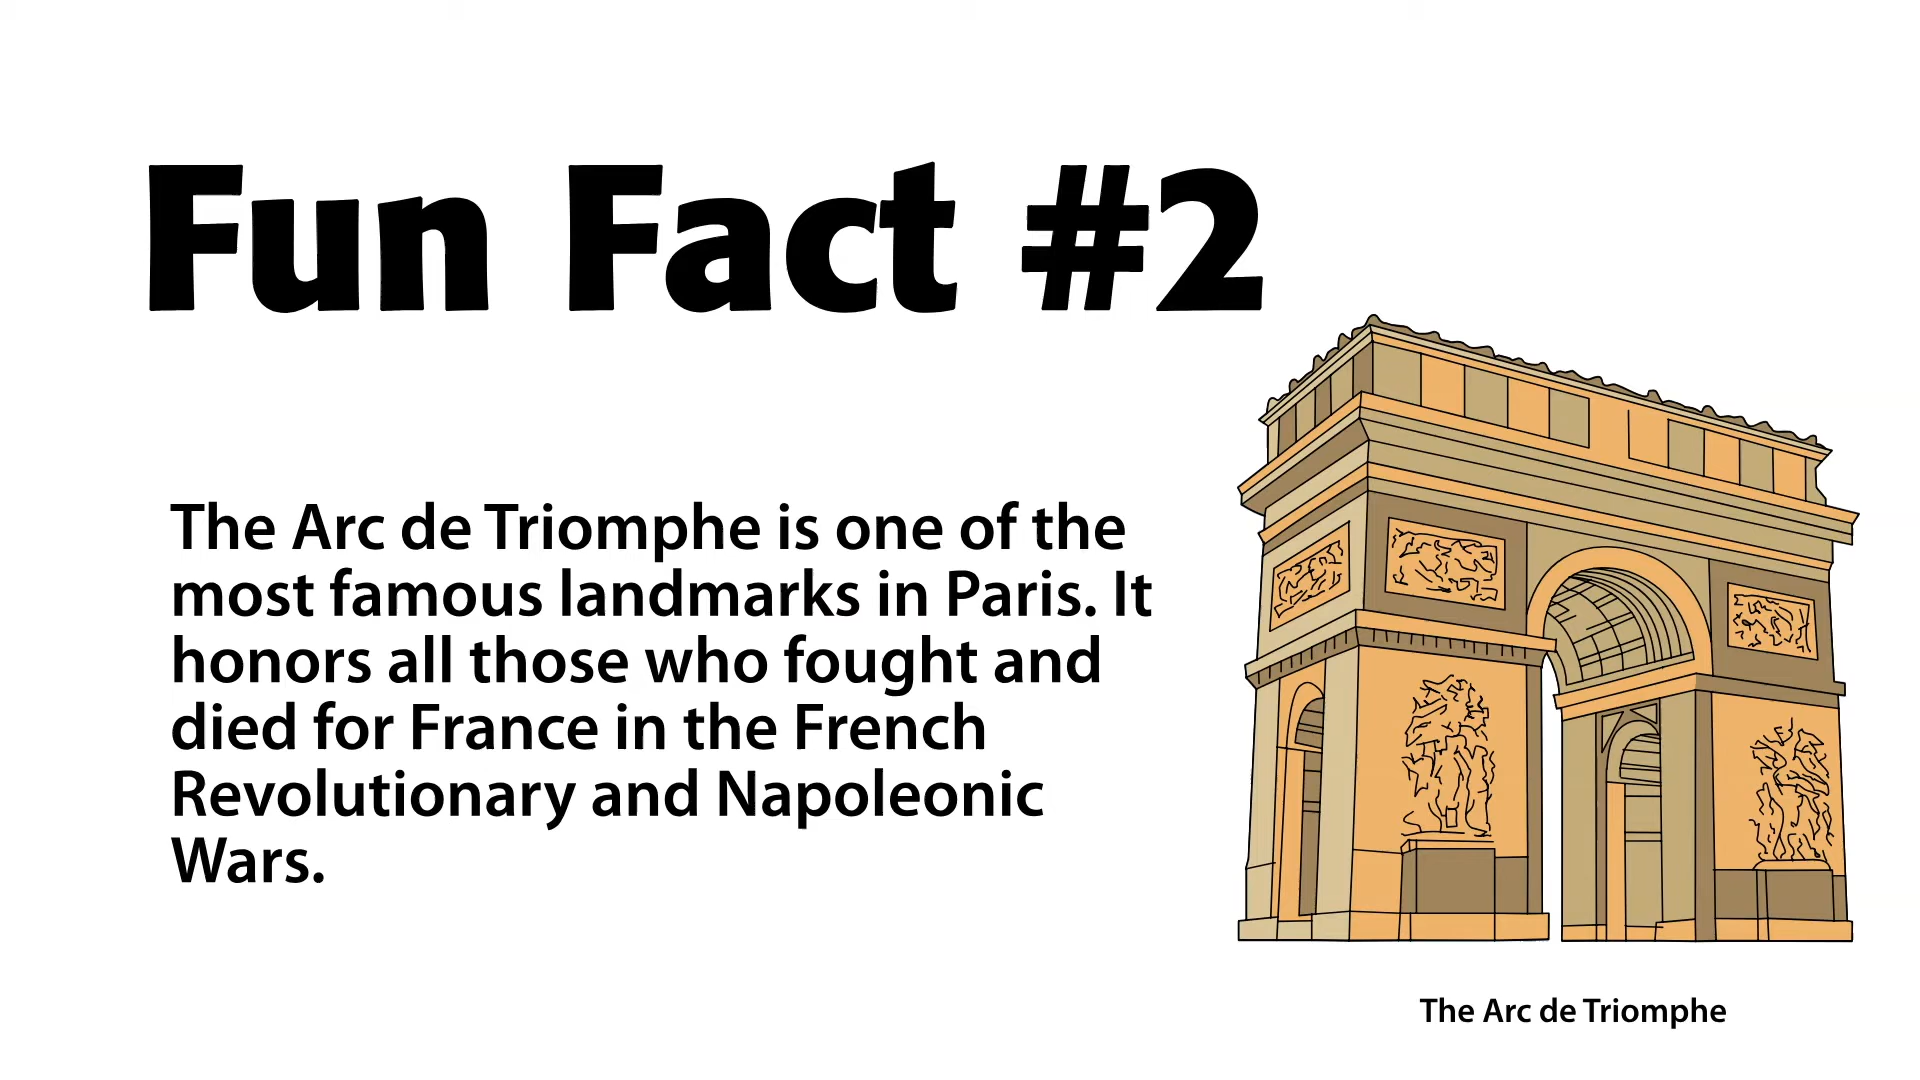 Fun Fact #2
The Arc de Triomphe is one of the
most famous landmarks in Paris. It
honors all those who fought and
died for France in the French
Revolutionary and Napoleonic
Wars.
The Arc de Triomphe